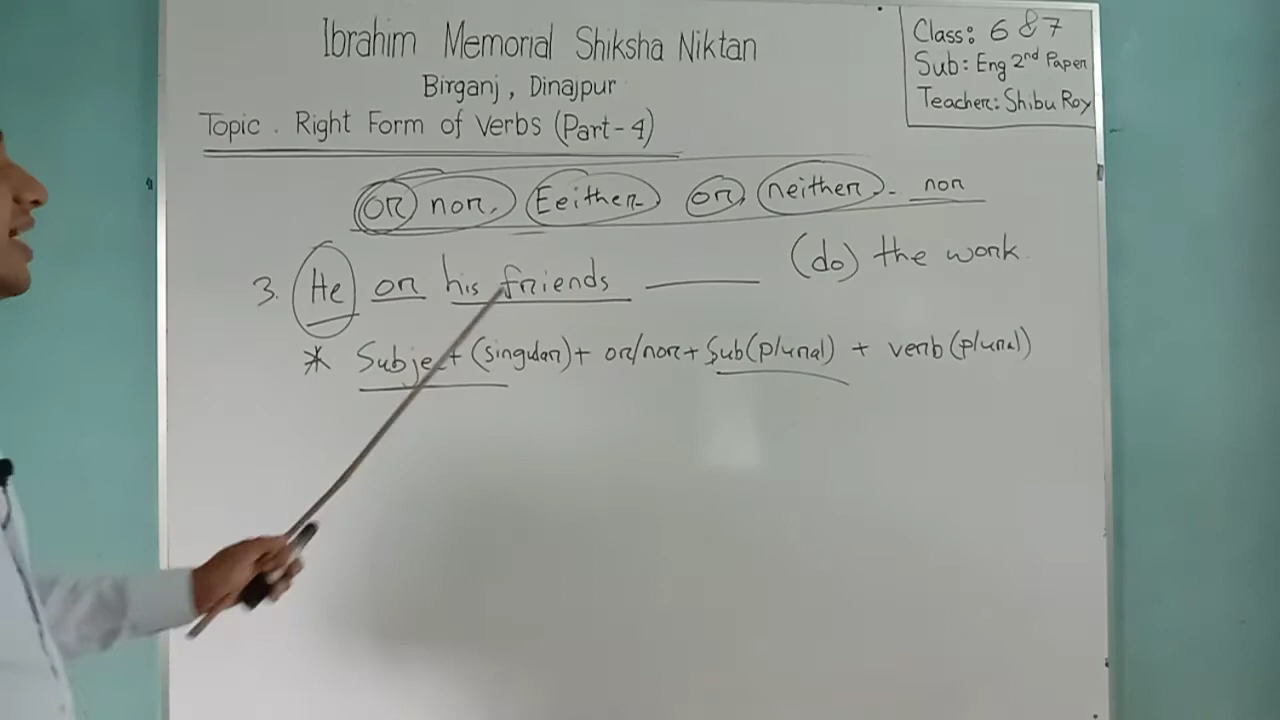 Ibrahim Memorial Shiksha Niktan
Birganj, Dinajpur
Class: 6 & 7
Sub: Eng 2nd Paper
Teacher: Shibu Roy
Topic. Right Form of Verbs (Part-4)
or nor, Eeither - or, neither - nor
3. He or his friends ______ (do) the work
* Subject (singular) + or/nor + Sub(plural) + verb (plural)